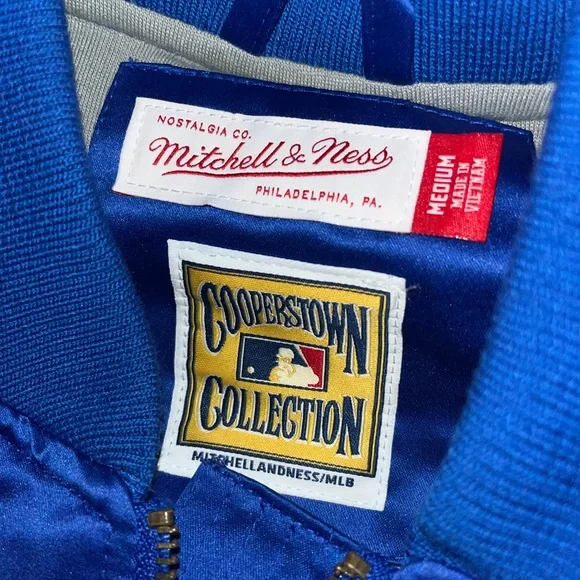 NOSTALGIA CO.
Mitchell & Ness
PHILADELPHIA, PA.
MEDIUM
MADE IN
VIETNAM
COOPERSTOWN
COLLECTION
MITCHELLANDNESS/MLB